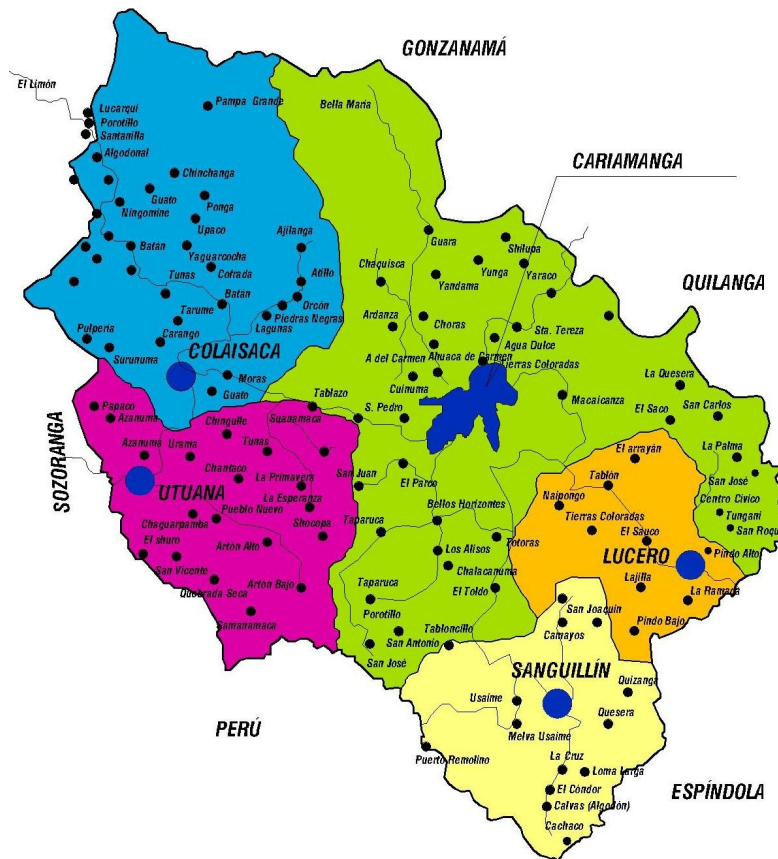 GONZANAMÁ
El Limón
Lucarqui
Porotillo
Santanilla
Pampa Grande
Bella María
Algodonal
CARIAMANGA
Chinchanga
Guato
Ponga
Ningomine
Upaco
Ajilanga
Guara
Shilupa
Batán
Yaguarcocha
Cofrada
Chaquisca
Yunga
Yaraco
Yandama
QUILANGA
Tunas
Atillo
Batán
Orcón
Tarume
Piedras Negras
Lagunas
Ardanza
Choras
Sta. Tereza
Agua Dulce
Pulpería
Carango
Surunuma
COLAISACA
A del Carmen
Ahuaca de Carmen
Tierras Coloradas
Cuinuma
La Quesera
Moras
Guato
Tablazo
Macaicanza
Papaco
Azanuma
Chingulle
Suanamaca
S. Pedro
El Saco
San Carlos
SOZORANGA
Azanuma
Urama
Tunas
El arrayán
La Palma
Chantaco
La Primavera
San Juan
El Parco
Tablón
San José
UTUANA
La Esperanza
Naipongo
Centro Cívico
Chaguarpamba
Pueblo Nuevo
Bellos Horizontes
Tungani
Shocopa
Taparuca
Tierras Coloradas
El Sauco
San Roque
El shuro
Artón Alto
Totoras
Los Alisos
LUCERO
Pindo Alto
San Vicente
Chalacanuma
Quebrada Seca
Artón Bajo
Taparuca
El Toldo
Lajilla
La Ramada
Samanamaca
Porotillo
San Joaquín
Tabloncillo
Camayos
San Antonio
Pindo Bajo
San José
SANGUILLÍN
Quizanga
PERÚ
Usaime
Quesera
Melva Usaime
Puerto Remolino
La Cruz
Loma Larga
ESPÍNDOLA
El Cóndor
Calvas (Algodón)
Cachaco